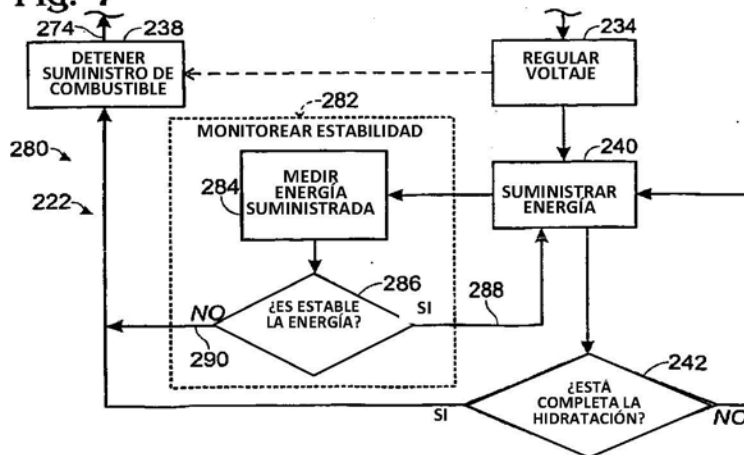 Fig. 7
274
238
DETENER
SUMINISTRO DE
COMBUSTIBLE
234
REGULAR
VOLTAJE
282
MONITOREAR ESTABILIDAD
280
222
284
MEDIR
ENERGÍA
SUMINISTRADA
240
SUMINISTRAR
ENERGÍA
286
¿ES ESTABLE
LA ENERGÍA?
NO
290
SI
288
242
¿ESTÁ
COMPLETA LA
HIDRATACIÓN?
SI
NO